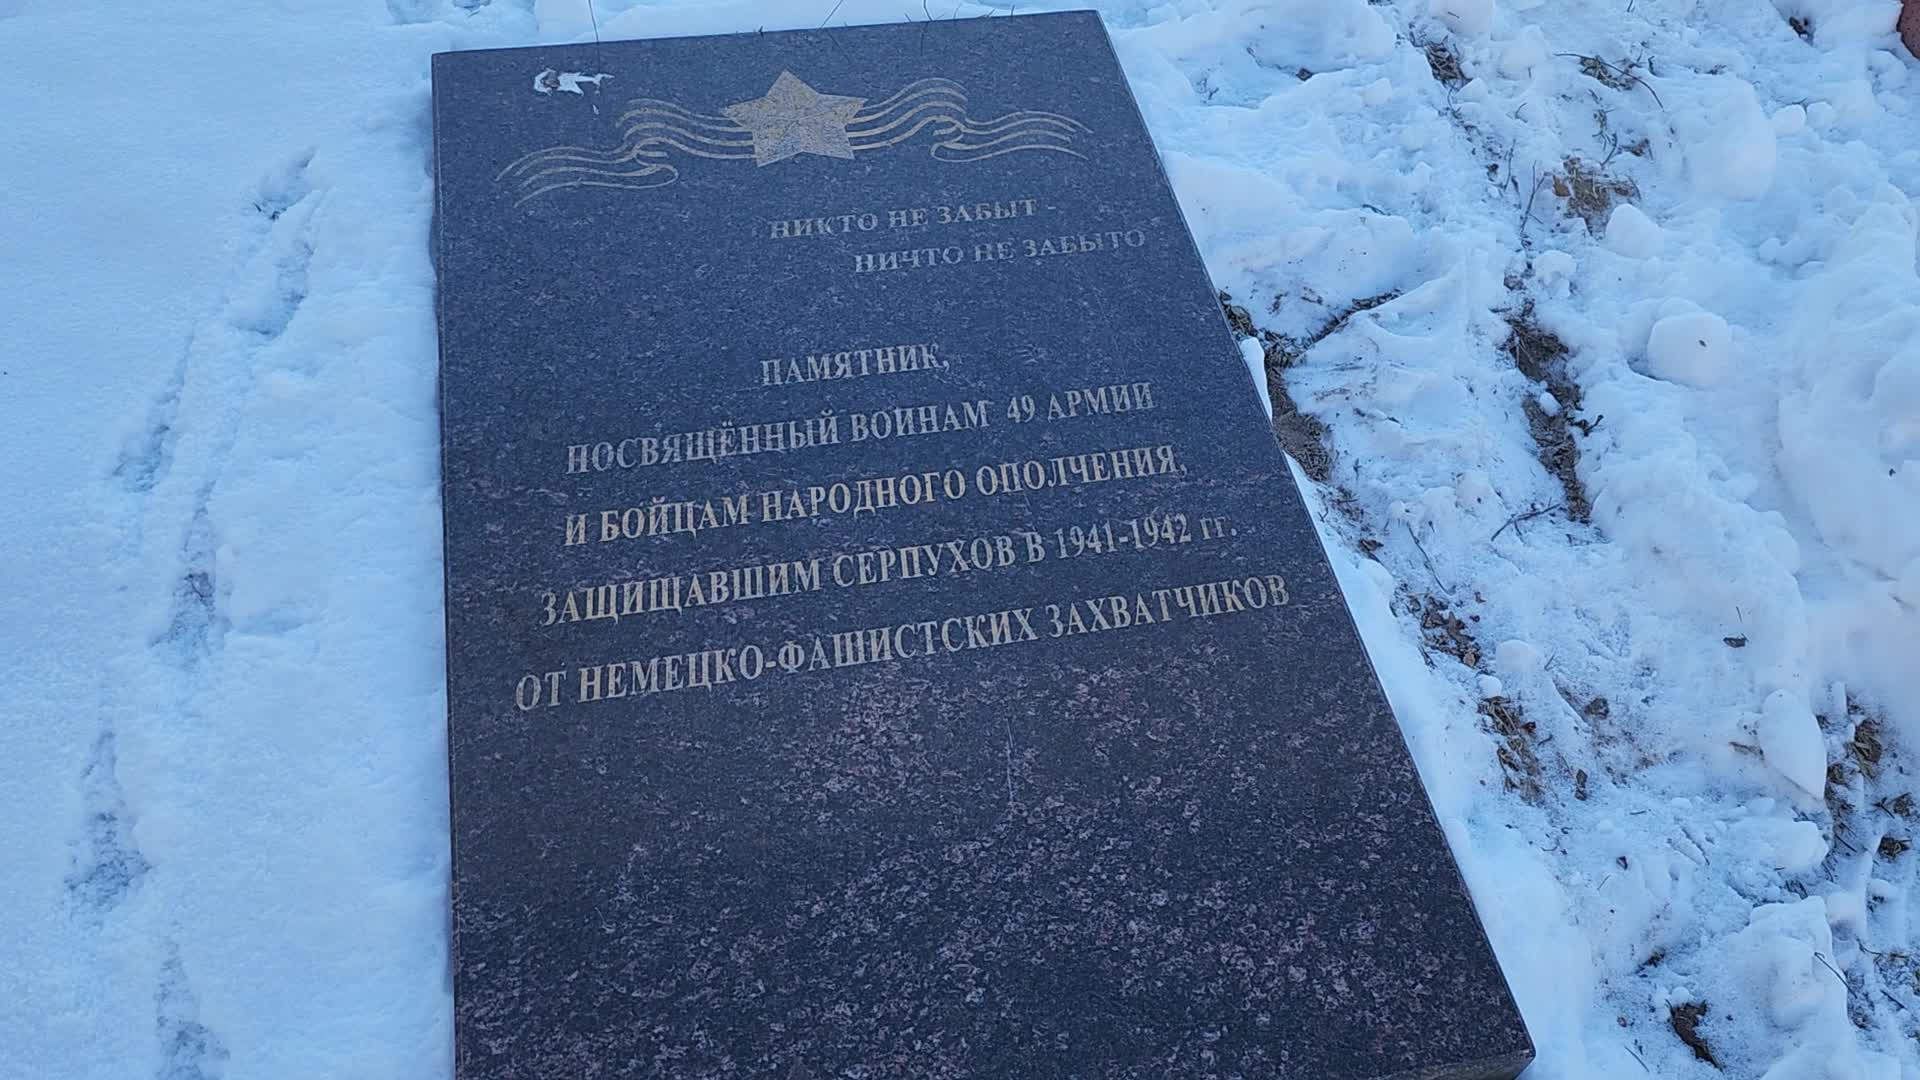 НИКТО НЕ ЗАБЫТ -
НИЧТО НЕ ЗАБЫТО
ПАМЯТНИК,
ПОСВЯЩЁННЫЙ ВОИНАМ 49 АРМИИ
И БОЙЦАМ НАРОДНОГО ОПОЛЧЕНИЯ,
ЗАЩИЩАВШИМ СЕРПУХОВ В 1941-1942 гг.
ОТ НЕМЕЦКО-ФАШИСТСКИХ ЗАХВАТЧИКОВ